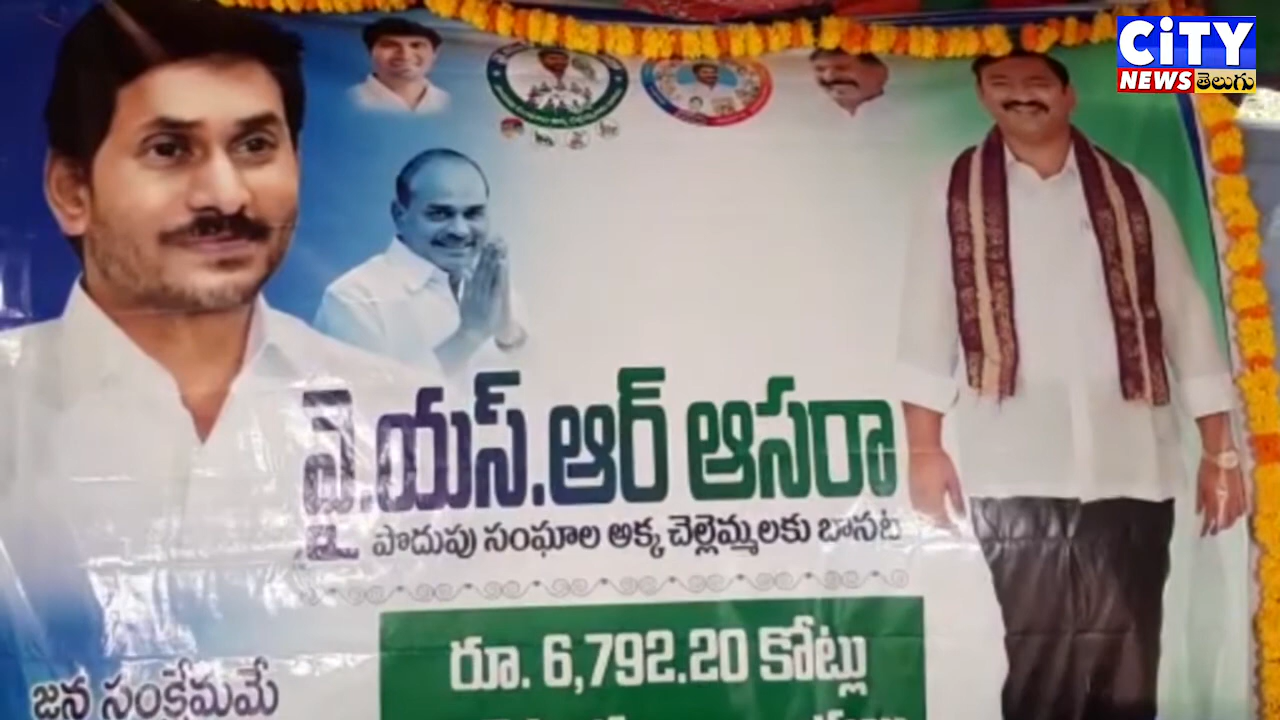 CiTY
NEWS తెలుగు
వై.యస్.ఆర్ ఆసరా
పొదుపు సంఘాల అక్క చెల్లెమ్మలకు బాసట
రూ. 6,792.20 కోట్లు
జన సంక్షేమమే